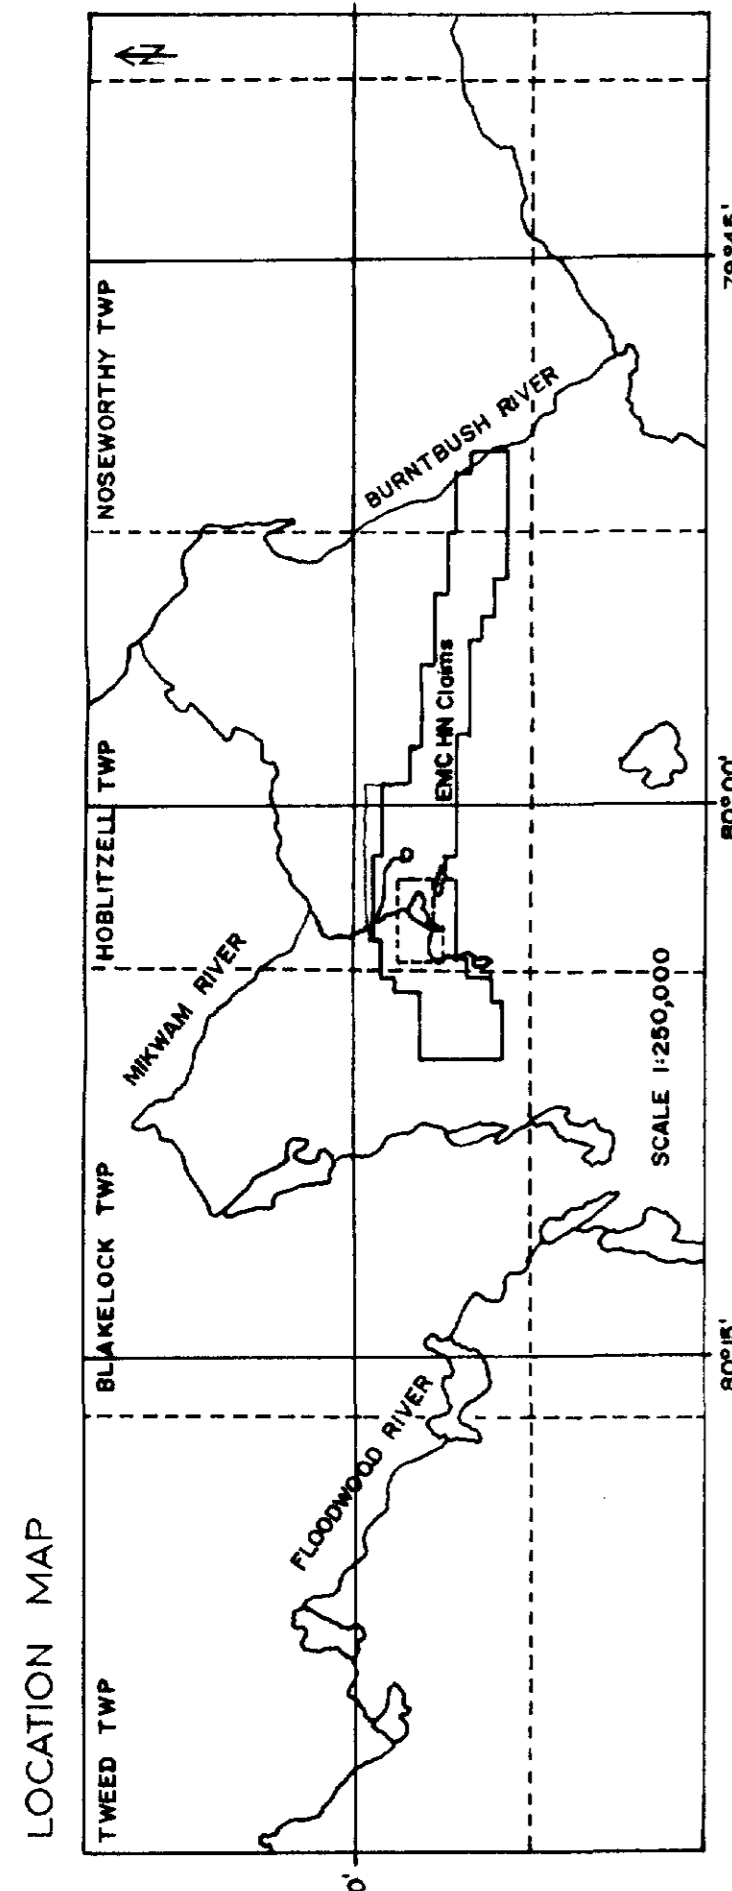 LOCATION MAP
TWEED TWP
BLAKELOCK TWP
HOBLITZELL TWP
NOSEWORTHY TWP
N
MIKWAM RIVER
BURNTBUSH RIVER
FLOODWOOD RIVER
EMC HN Claims
SCALE 1:250,000
0'
80°15'
80°00'
79°45'